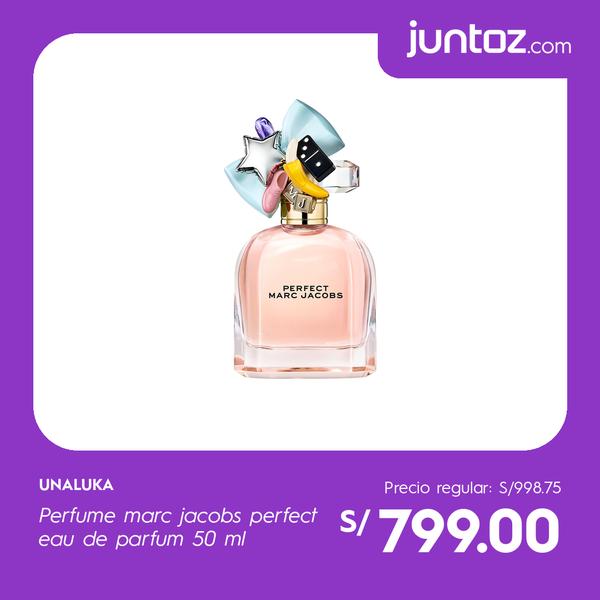 juntoz.com
PERFECT
MARC JACOBS
MJ
UNALUKA
Perfume marc jacobs perfect
eau de parfum 50 ml
Precio regular: S/998.75
S/ 799.00